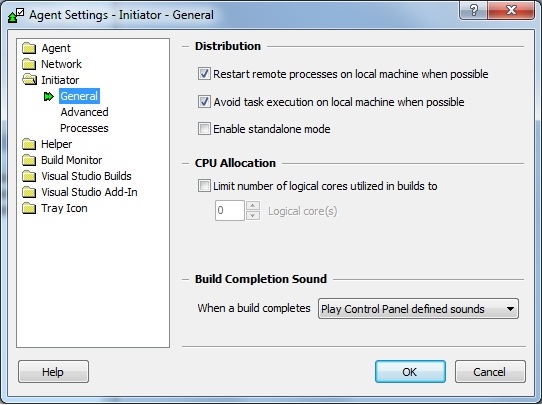 Agent Settings - Initiator - General
?
Agent
Network
Initiator
General
Advanced
Processes
Helper
Build Monitor
Visual Studio Builds
Visual Studio Add-In
Tray Icon
Distribution
Restart remote processes on local machine when possible
Avoid task execution on local machine when possible
Enable standalone mode
CPU Allocation
Limit number of logical cores utilized in builds to
0 Logical core(s)
Build Completion Sound
When a build completes Play Control Panel defined sounds
Help OK Cancel